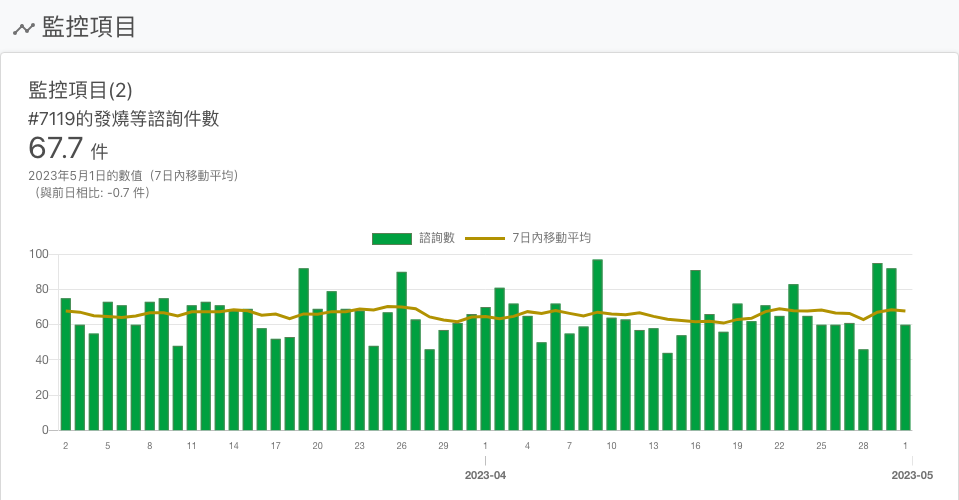 監控項目
監控項目(2)
#7119的發燒等諮詢件數
67.7 件
2023年5月1日的數值（7日內移動平均）
（與前日相比: -0.7 件）
諮詢數 7日內移動平均
100
80
60
40
20
0
2 5 8 11 14 17 20 23 26 29 1 4 7 10 13 16 19 22 25 28 1
2023-04 2023-05